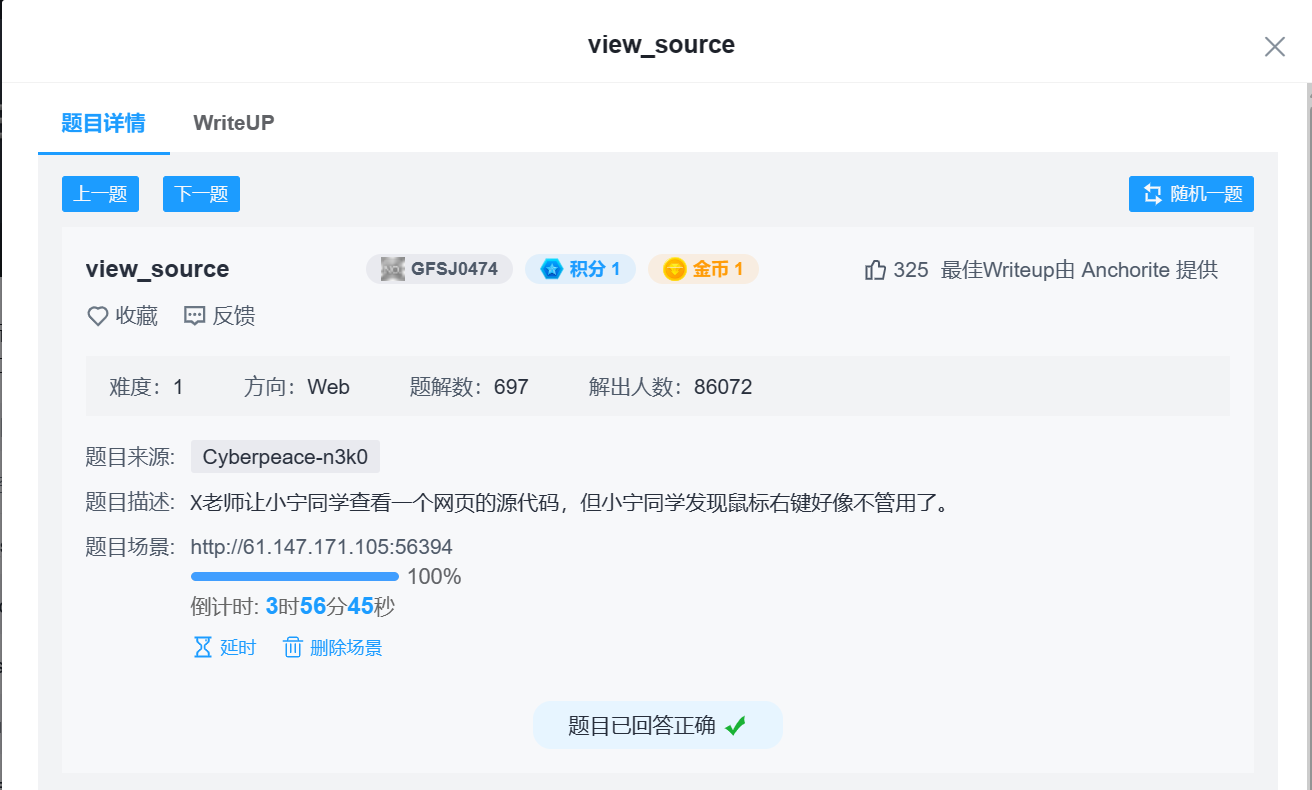 view_source
题目详情 WriteUP
上一题 下一题 随机一题
view_source GFSJ0474 积分 1 金币 1 325 最佳Writeup由 Anchorite 提供
收藏 反馈
难度：1 方向：Web 题解数：697 解出人数：86072
题目来源: Cyberpeace-n3k0
题目描述: X老师让小宁同学查看一个网页的源代码，但小宁同学发现鼠标右键好像不管用了。
题目场景: http://61.147.171.105:56394
100%
倒计时: 3时56分45秒
延时 删除场景
题目已回答正确